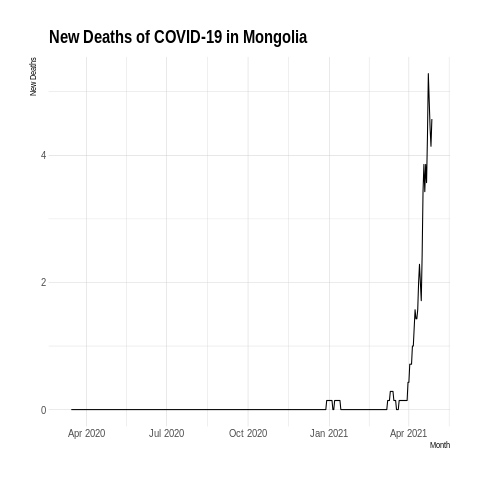 New Deaths of COVID-19 in Mongolia
New Deaths
4
2
0
Apr 2020 Jul 2020 Oct 2020 Jan 2021 Apr 2021
Month